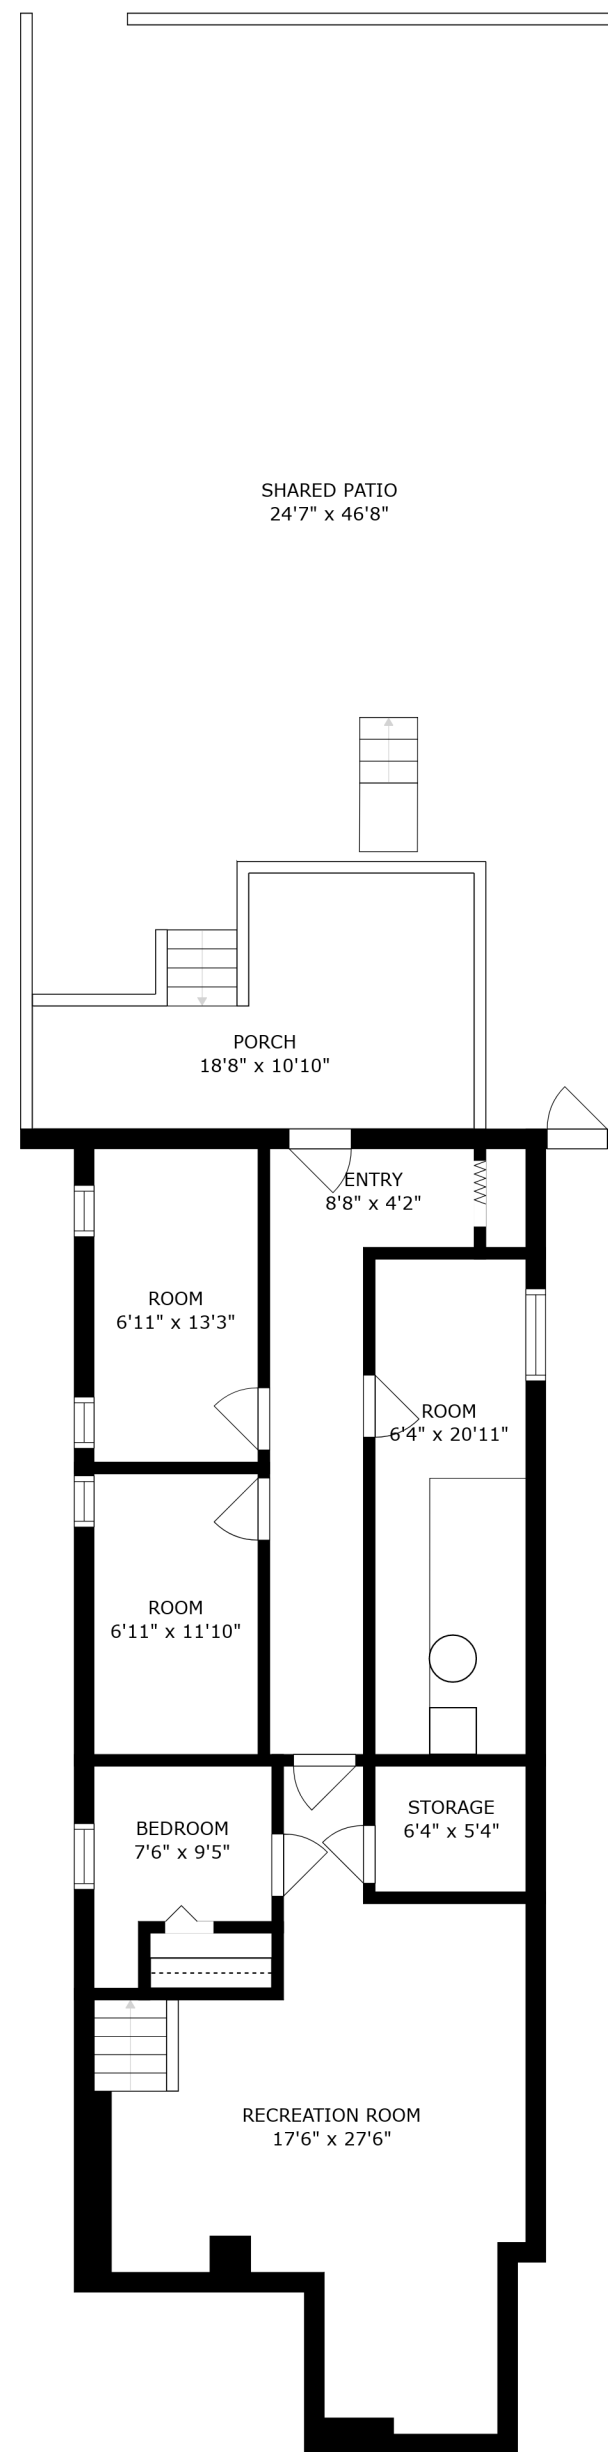 SHARED PATIO
24'7" x 46'8"
PORCH
18'8" x 10'10"
ENTRY
8'8" x 4'2"
ROOM
6'11" x 13'3"
ROOM
6'4" x 20'11"
ROOM
6'11" x 11'10"
STORAGE
6'4" x 5'4"
BEDROOM
7'6" x 9'5"
RECREATION ROOM
17'6" x 27'6"